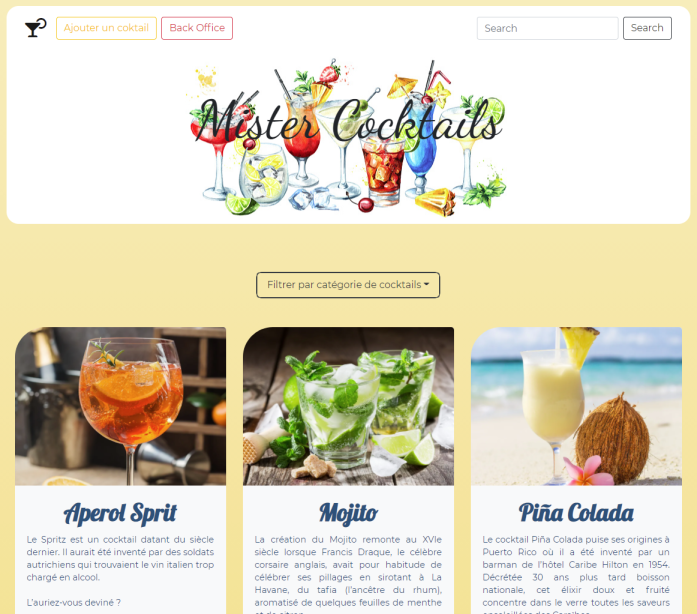 Ajouter un coktail
Back Office
Search
Search
Mister Cocktails
Filtrer par catégorie de cocktails
Aperol Sprit
Le Spritz est un cocktail datant du siècle
dernier. Il aurait été inventé par des soldats
autrichiens qui trouvaient le vin italien trop
chargé en alcool.
L'auriez-vous deviné ?
Mojito
La création du Mojito remonte au XVIe
siècle lorsque Francis Draque, le célèbre
corsaire anglais, avait pour habitude de
célébrer ses pillages en sirotant à La
Havane, du tafia (l'ancêtre du rhum),
aromatisé de quelques feuilles de menthe
et de citron.
Piña Colada
Le cocktail Piña Colada puise ses origines à
Puerto Rico où il a été inventé par un
barman de l'hôtel Caribe Hilton en 1954.
Décrétée 30 ans plus tard boisson
nationale, cet élixir doux et fruité
concentre dans le verre toutes les saveurs
ensoleillées des Caraïbes.